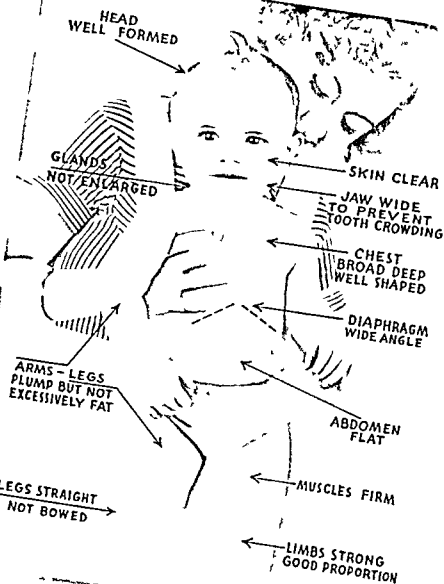 HEAD
WELL FORMED
GLANDS
NOT ENLARGED
SKIN CLEAR
JAW WIDE
TO PREVENT
TOOTH CROWDING
CHEST
BROAD DEEP
WELL SHAPED
DIAPHRAGM
WIDE ANGLE
ARMS - LEGS
PLUMP BUT NOT
EXCESSIVELY FAT
ABDOMEN
FLAT
LEGS STRAIGHT
NOT BOWED
MUSCLES FIRM
LIMBS STRONG
GOOD PROPORTION